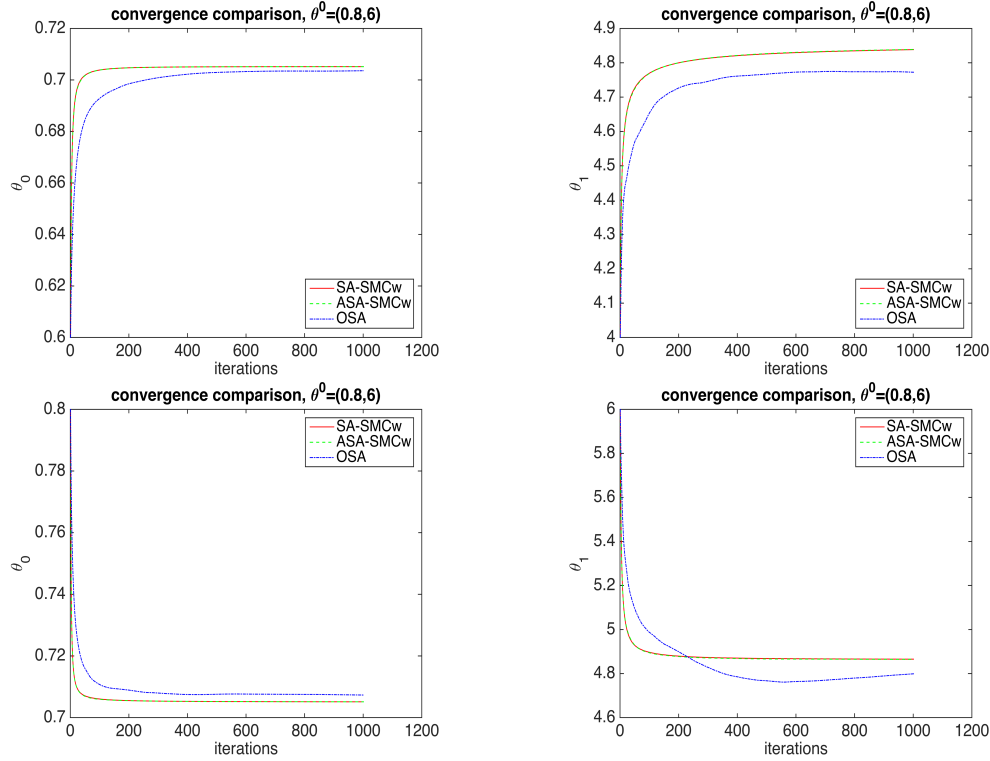 convergence comparison, θ⁰=(0.8,6)
θ₀
0.72
0.7
0.68
0.66
0.64
0.62
0.6
SA-SMCw
ASA-SMCw
OSA
0 200 400 600 800 1000 1200
iterations
convergence comparison, θ⁰=(0.8,6)
θ₁
4.9
4.8
4.7
4.6
4.5
4.4
4.3
4.2
4.1
4
SA-SMCw
ASA-SMCw
OSA
0 200 400 600 800 1000 1200
iterations
convergence comparison, θ⁰=(0.8,6)
θ₀
0.8
0.78
0.76
0.74
0.72
0.7
SA-SMCw
ASA-SMCw
OSA
0 200 400 600 800 1000 1200
iterations
convergence comparison, θ⁰=(0.8,6)
θ₁
6
5.8
5.6
5.4
5.2
5
4.8
4.6
SA-SMCw
ASA-SMCw
OSA
0 200 400 600 800 1000 1200
iterations